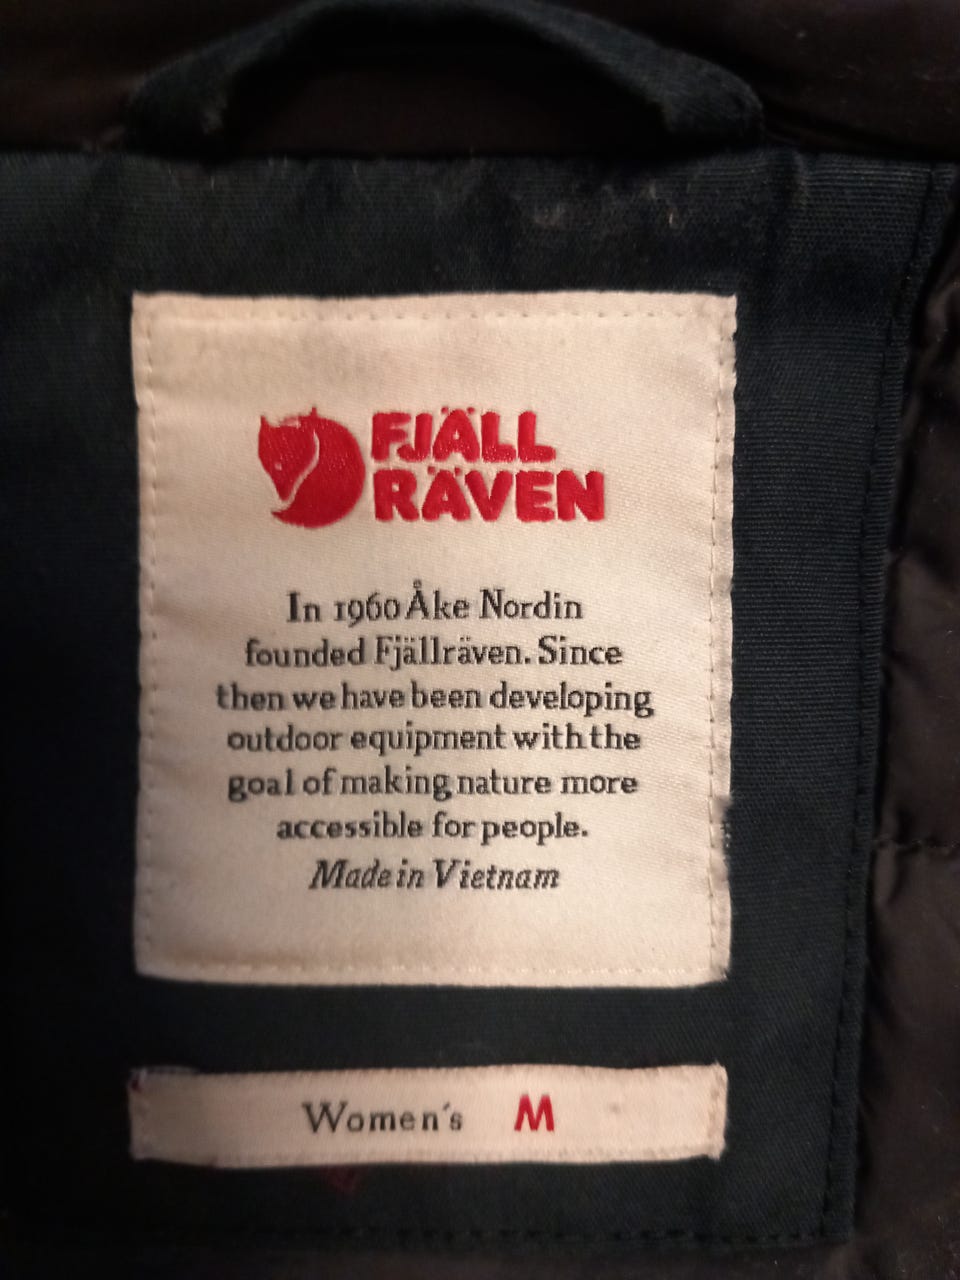 FJÄLL
RÄVEN
In 1960 Åke Nordin
founded Fjällräven. Since
then we have been developing
outdoor equipment with the
goal of making nature more
accessible for people.
Made in Vietnam
Women's M